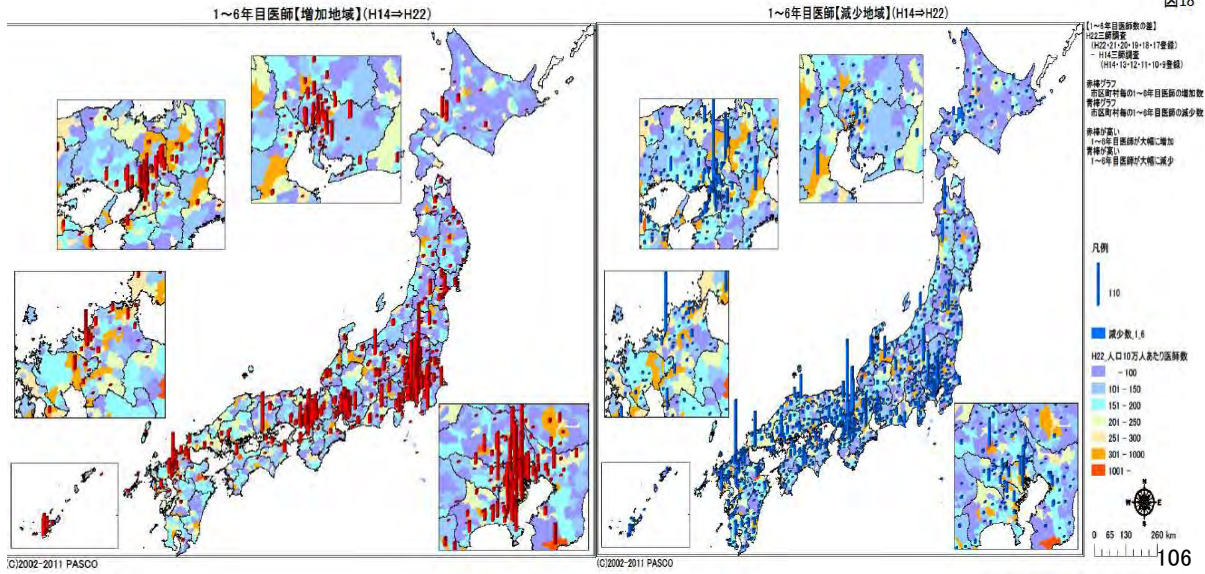 図18
1～6年目医師【増加地域】(H14⇒H22)
1～6年目医師【減少地域】(H14⇒H22)
【1～6年目医師数の差】
H22三師調査
(H22・21・20・19・18・17登録)
－ H14三師調査
(H14・13・12・11・10・9登録)
赤棒グラフ
市区町村毎の1～6年目医師の増加数
青棒グラフ
市区町村毎の1～6年目医師の減少数
赤棒が高い
1～6年目医師が大幅に増加
青棒が高い
1～6年目医師が大幅に減少
凡例
110
減少数_1_6
H22_人口10万人あたり医師数
- 100
101 - 150
151 - 200
201 - 250
251 - 300
301 - 1000
1001 -
N
W E
S
0 65 130 260 km
(C)2002-2011 PASCO
(C)2002-2011 PASCO
106